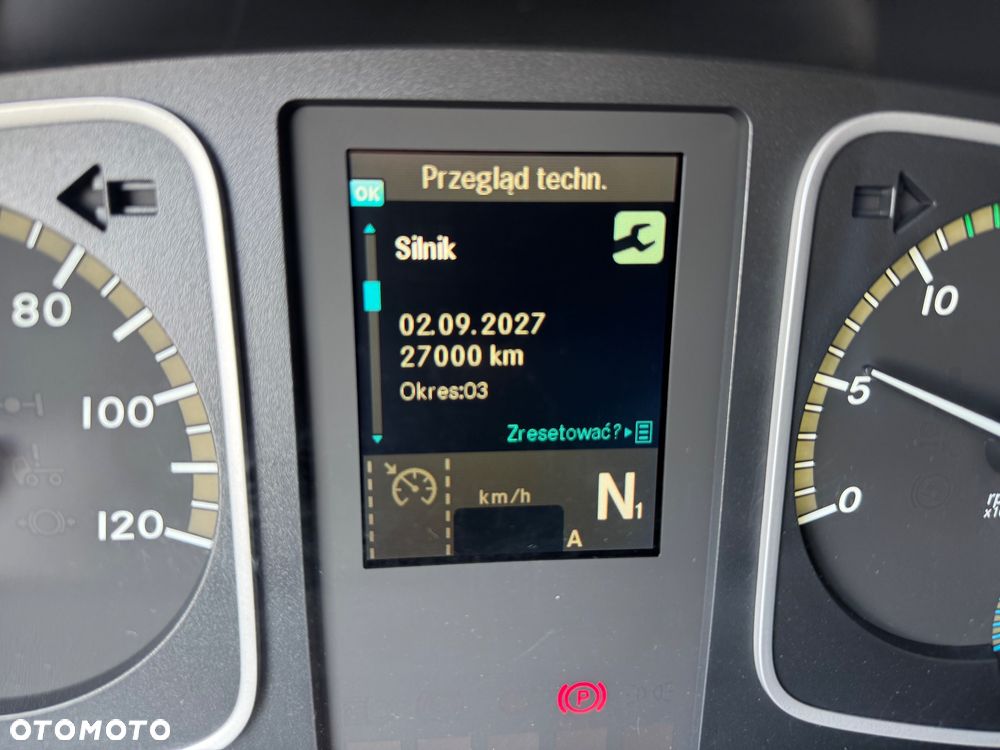 Przegląd techn.
OK
Silnik
02.09.2027
27000 km
Okres:03
Zresetować?
km/h
N1
A
80
100
120
10
5
0
P
OTOMOTO